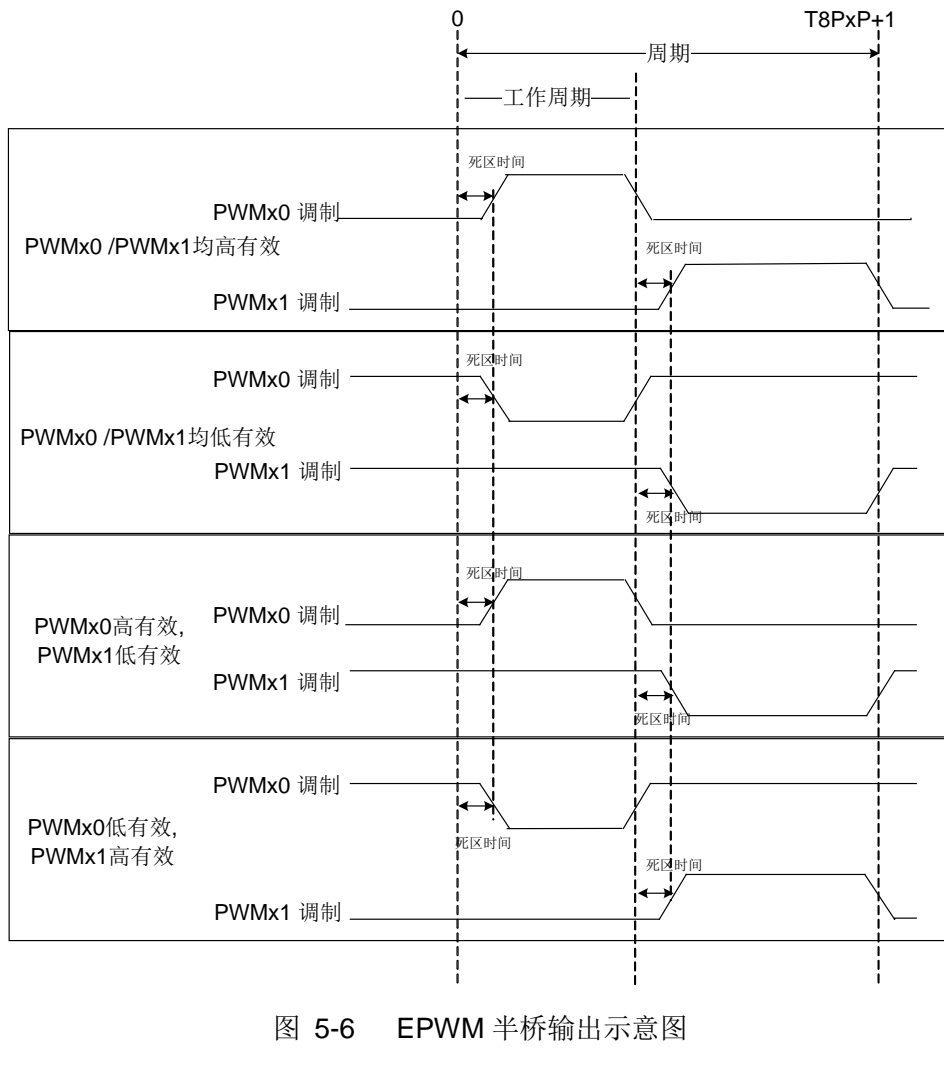 0
T8PxP+1
周期
工作周期
死区时间
PWMx0 调制
PWMx0 /PWMx1均高有效
死区时间
PWMx1 调制
死区时间
PWMx0 调制
PWMx0 /PWMx1均低有效
PWMx1 调制
死区时间
死区时间
PWMx0高有效,
PWMx0 调制
PWMx1低有效
PWMx1 调制
死区时间
PWMx0 调制
PWMx0低有效,
死区时间
PWMx1高有效
死区时间
PWMx1 调制
图 5-6 EPWM 半桥输出示意图